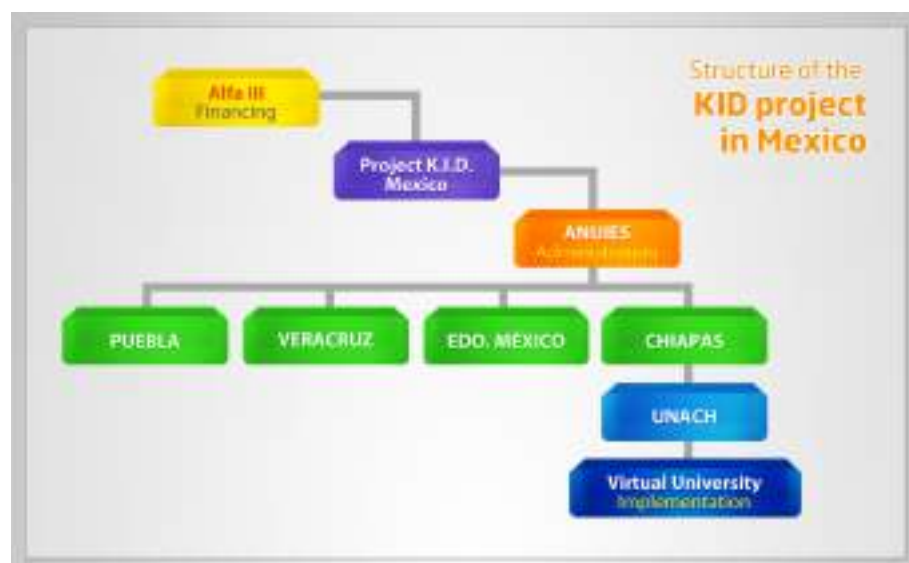 Structure of the
KID project
in Mexico
Alfa III
Financing
Project K.I.D.
Mexico
ANUIES
PUEBLA
VERACRUZ
EDO. MÉXICO
CHIAPAS
UNACH
Virtual University
Implementation